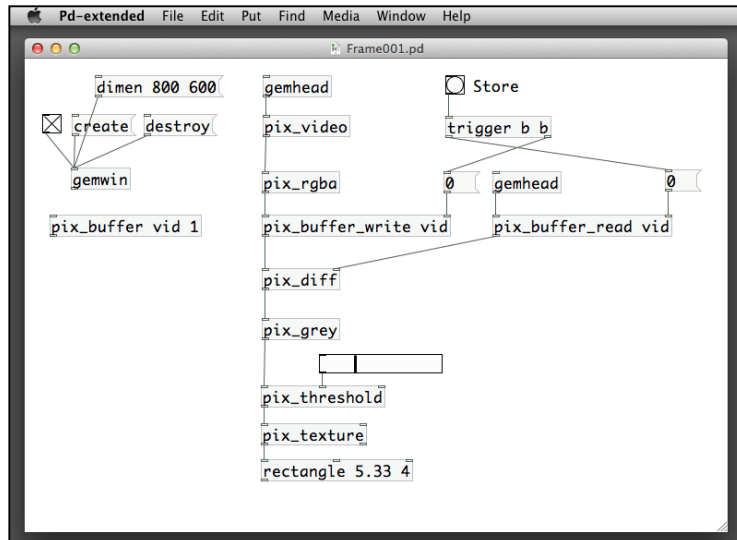 Pd-extended File Edit Put Find Media Window Help
Frame001.pd
dimen 800 600
create destroy
gemwin
pix_buffer vid 1
gemhead
pix_video
pix_rgba
pix_buffer_write vid
pix_diff
pix_grey
pix_threshold
pix_texture
rectangle 5.33 4
Store
trigger b b
0 gemhead 0
pix_buffer_read vid